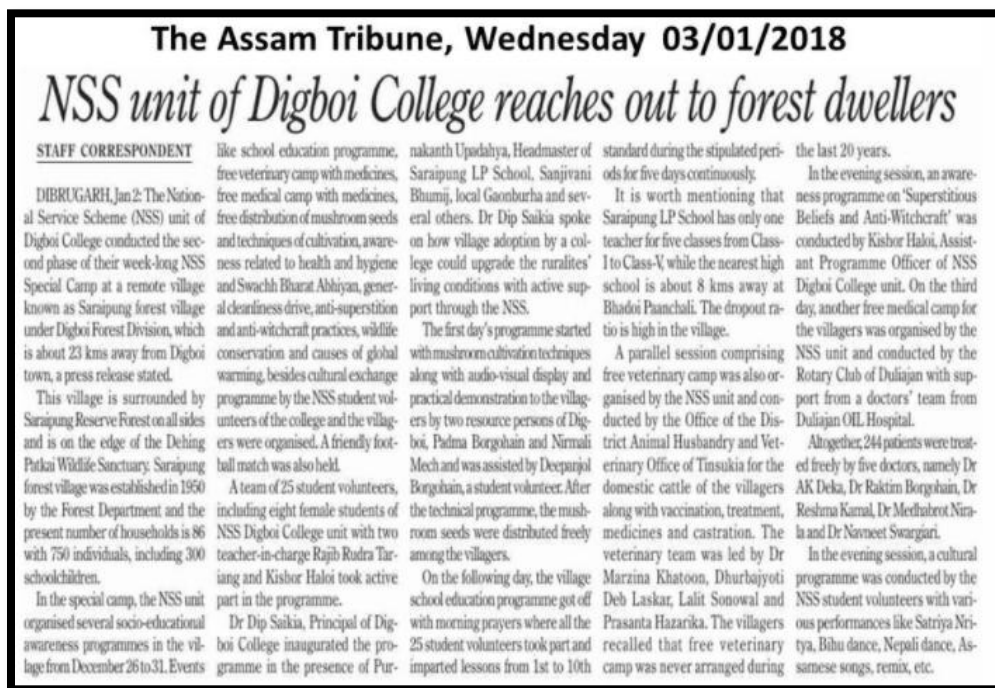 The Assam Tribune, Wednesday 03/01/2018
NSS unit of Digboi College reaches out to forest dwellers
STAFF CORRESPONDENT
DIBRUGARH, Jan 2: The Nation-
al Service Scheme (NSS) unit of
Digboi College conducted the sec-
ond phase of their week-long NSS
Special Camp at a remote village
known as Saraipung forest village
under Digboi Forest Division, which
is about 23 kms away from Digboi
town, a press release stated.
This village is surrounded by
Saraipung Reserve Forest on all sides
and is on the edge of the Dehing
Patkai Wildlife Sanctuary. Saraipung
forest village was established in 1950
by the Forest Department and the
present number of households is 86
with 750 individuals, including 300
schoolchildren.
In the special camp, the NSS unit
organised several socio-educational
awareness programmes in the vil-
lage from December 26 to 31. Events
like school education programme,
free veterinary camp with medicines,
free medical camp with medicines,
free distribution of mushroom seeds
and techniques of cultivation, aware-
ness related to health and hygiene
and Swachh Bharat Abhiyan, gener-
al cleanliness drive, anti-superstition
and anti-witchcraft practices, wildlife
conservation and causes of global
warming, besides cultural exchange
programme by the NSS student vol-
unteers of the college and the villag-
ers were organised. A friendly foot-
ball match was also held.
A team of 25 student volunteers,
including eight female students of
NSS Digboi College unit with two
teacher-in-charge Rajib Rudra Tar-
iang and Kishor Haloi took active
part in the programme.
Dr Dip Saikia, Principal of Dig-
boi College inaugurated the pro-
gramme in the presence of Pur-
nakanth Upadahya, Headmaster of
Saraipung LP School, Sanjivani
Bhumij, local Gaonburha and sev-
eral others. Dr Dip Saikia spoke
on how village adoption by a col-
lege could upgrade the ruralites'
living conditions with active sup-
port through the NSS.
The first day's programme started
with mushroom cultivation techniques
along with audio-visual display and
practical demonstration to the villag-
ers by two resource persons of Dig-
boi, Padma Borgohain and Nirmali
Mech and was assisted by Deepanjol
Borgohain, a student volunteer. After
the technical programme, the mush-
room seeds were distributed freely
among the villagers.
On the following day, the village
school education programme got off
with morning prayers where all the
25 student volunteers took part and
imparted lessons from 1st to 10th
standard during the stipulated peri-
ods for five days continuously.
It is worth mentioning that
Saraipung LP School has only one
teacher for five classes from Class-
I to Class-V, while the nearest high
school is about 8 kms away at
Bhadoi Paanchali. The dropout ra-
tio is high in the village.
A parallel session comprising
free veterinary camp was also or-
ganised by the NSS unit and con-
ducted by the Office of the Dis-
trict Animal Husbandry and Vet-
erinary Office of Tinsukia for the
domestic cattle of the villagers
along with vaccination, treatment,
medicines and castration. The
veterinary team was led by Dr
Marzina Khatoon, Dhurbajyoti
Deb Laskar, Lalit Sonowal and
Prasanta Hazarika. The villagers
recalled that free veterinary
camp was never arranged during
the last 20 years.
In the evening session, an aware-
ness programme on 'Superstitious
Beliefs and Anti-Witchcraft' was
conducted by Kishor Haloi, Assist-
ant Programme Officer of NSS
Digboi College unit. On the third
day, another free medical camp for
the villagers was organised by the
NSS unit and conducted by the
Rotary Club of Duliajan with sup-
port from a doctors' team from
Duliajan OIL Hospital.
Altogether, 244 patients were treat-
ed freely by five doctors, namely Dr
AK Deka, Dr Raktim Borgohain, Dr
Reshma Kamal, Dr Medhabrot Nira-
la and Dr Navneet Swargiari.
In the evening session, a cultural
programme was conducted by the
NSS student volunteers with vari-
ous performances like Satriya Nri-
tya, Bihu dance, Nepali dance, As-
samese songs, remix, etc.